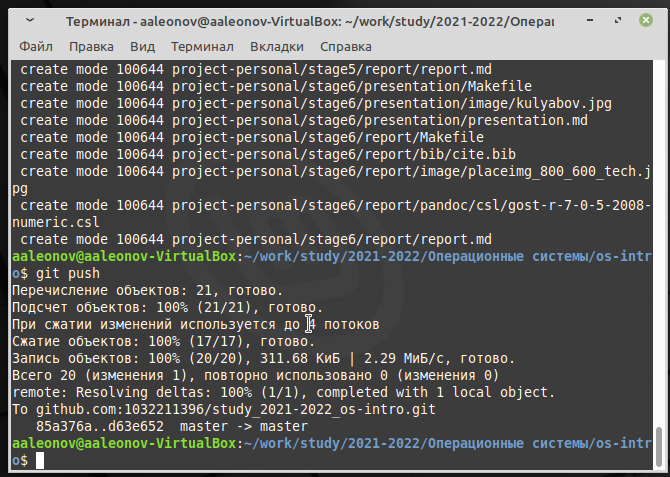 Терминал - aaleonov@aaleonov-VirtualBox: ~/work/study/2021-2022/Опера
Файл Правка Вид Терминал Вкладки Справка
create mode 100644 project-personal/stage5/report/report.md
create mode 100644 project-personal/stage6/presentation/Makefile
create mode 100644 project-personal/stage6/presentation/image/kulyabov.jpg
create mode 100644 project-personal/stage6/presentation/presentation.md
create mode 100644 project-personal/stage6/report/Makefile
create mode 100644 project-personal/stage6/report/bib/cite.bib
create mode 100644 project-personal/stage6/report/image/placeimg_800_600_tech.j
pg
create mode 100644 project-personal/stage6/report/pandoc/csl/gost-r-7-0-5-2008-
numeric.csl
create mode 100644 project-personal/stage6/report/report.md
aaleonov@aaleonov-VirtualBox:~/work/study/2021-2022/Операционные системы/os-intr
o$ git push
Перечисление объектов: 21, готово.
Подсчет объектов: 100% (21/21), готово.
При сжатии изменений используется до 4 потоков
Сжатие объектов: 100% (17/17), готово.
Запись объектов: 100% (20/20), 311.68 КиБ | 2.29 МиБ/с, готово.
Всего 20 (изменения 1), повторно использовано 0 (изменения 0)
remote: Resolving deltas: 100% (1/1), completed with 1 local object.
To github.com:1032211396/study_2021-2022_os-intro.git
85a376a..d63e652 master -> master
aaleonov@aaleonov-VirtualBox:~/work/study/2021-2022/Операционные системы/os-intr
o$